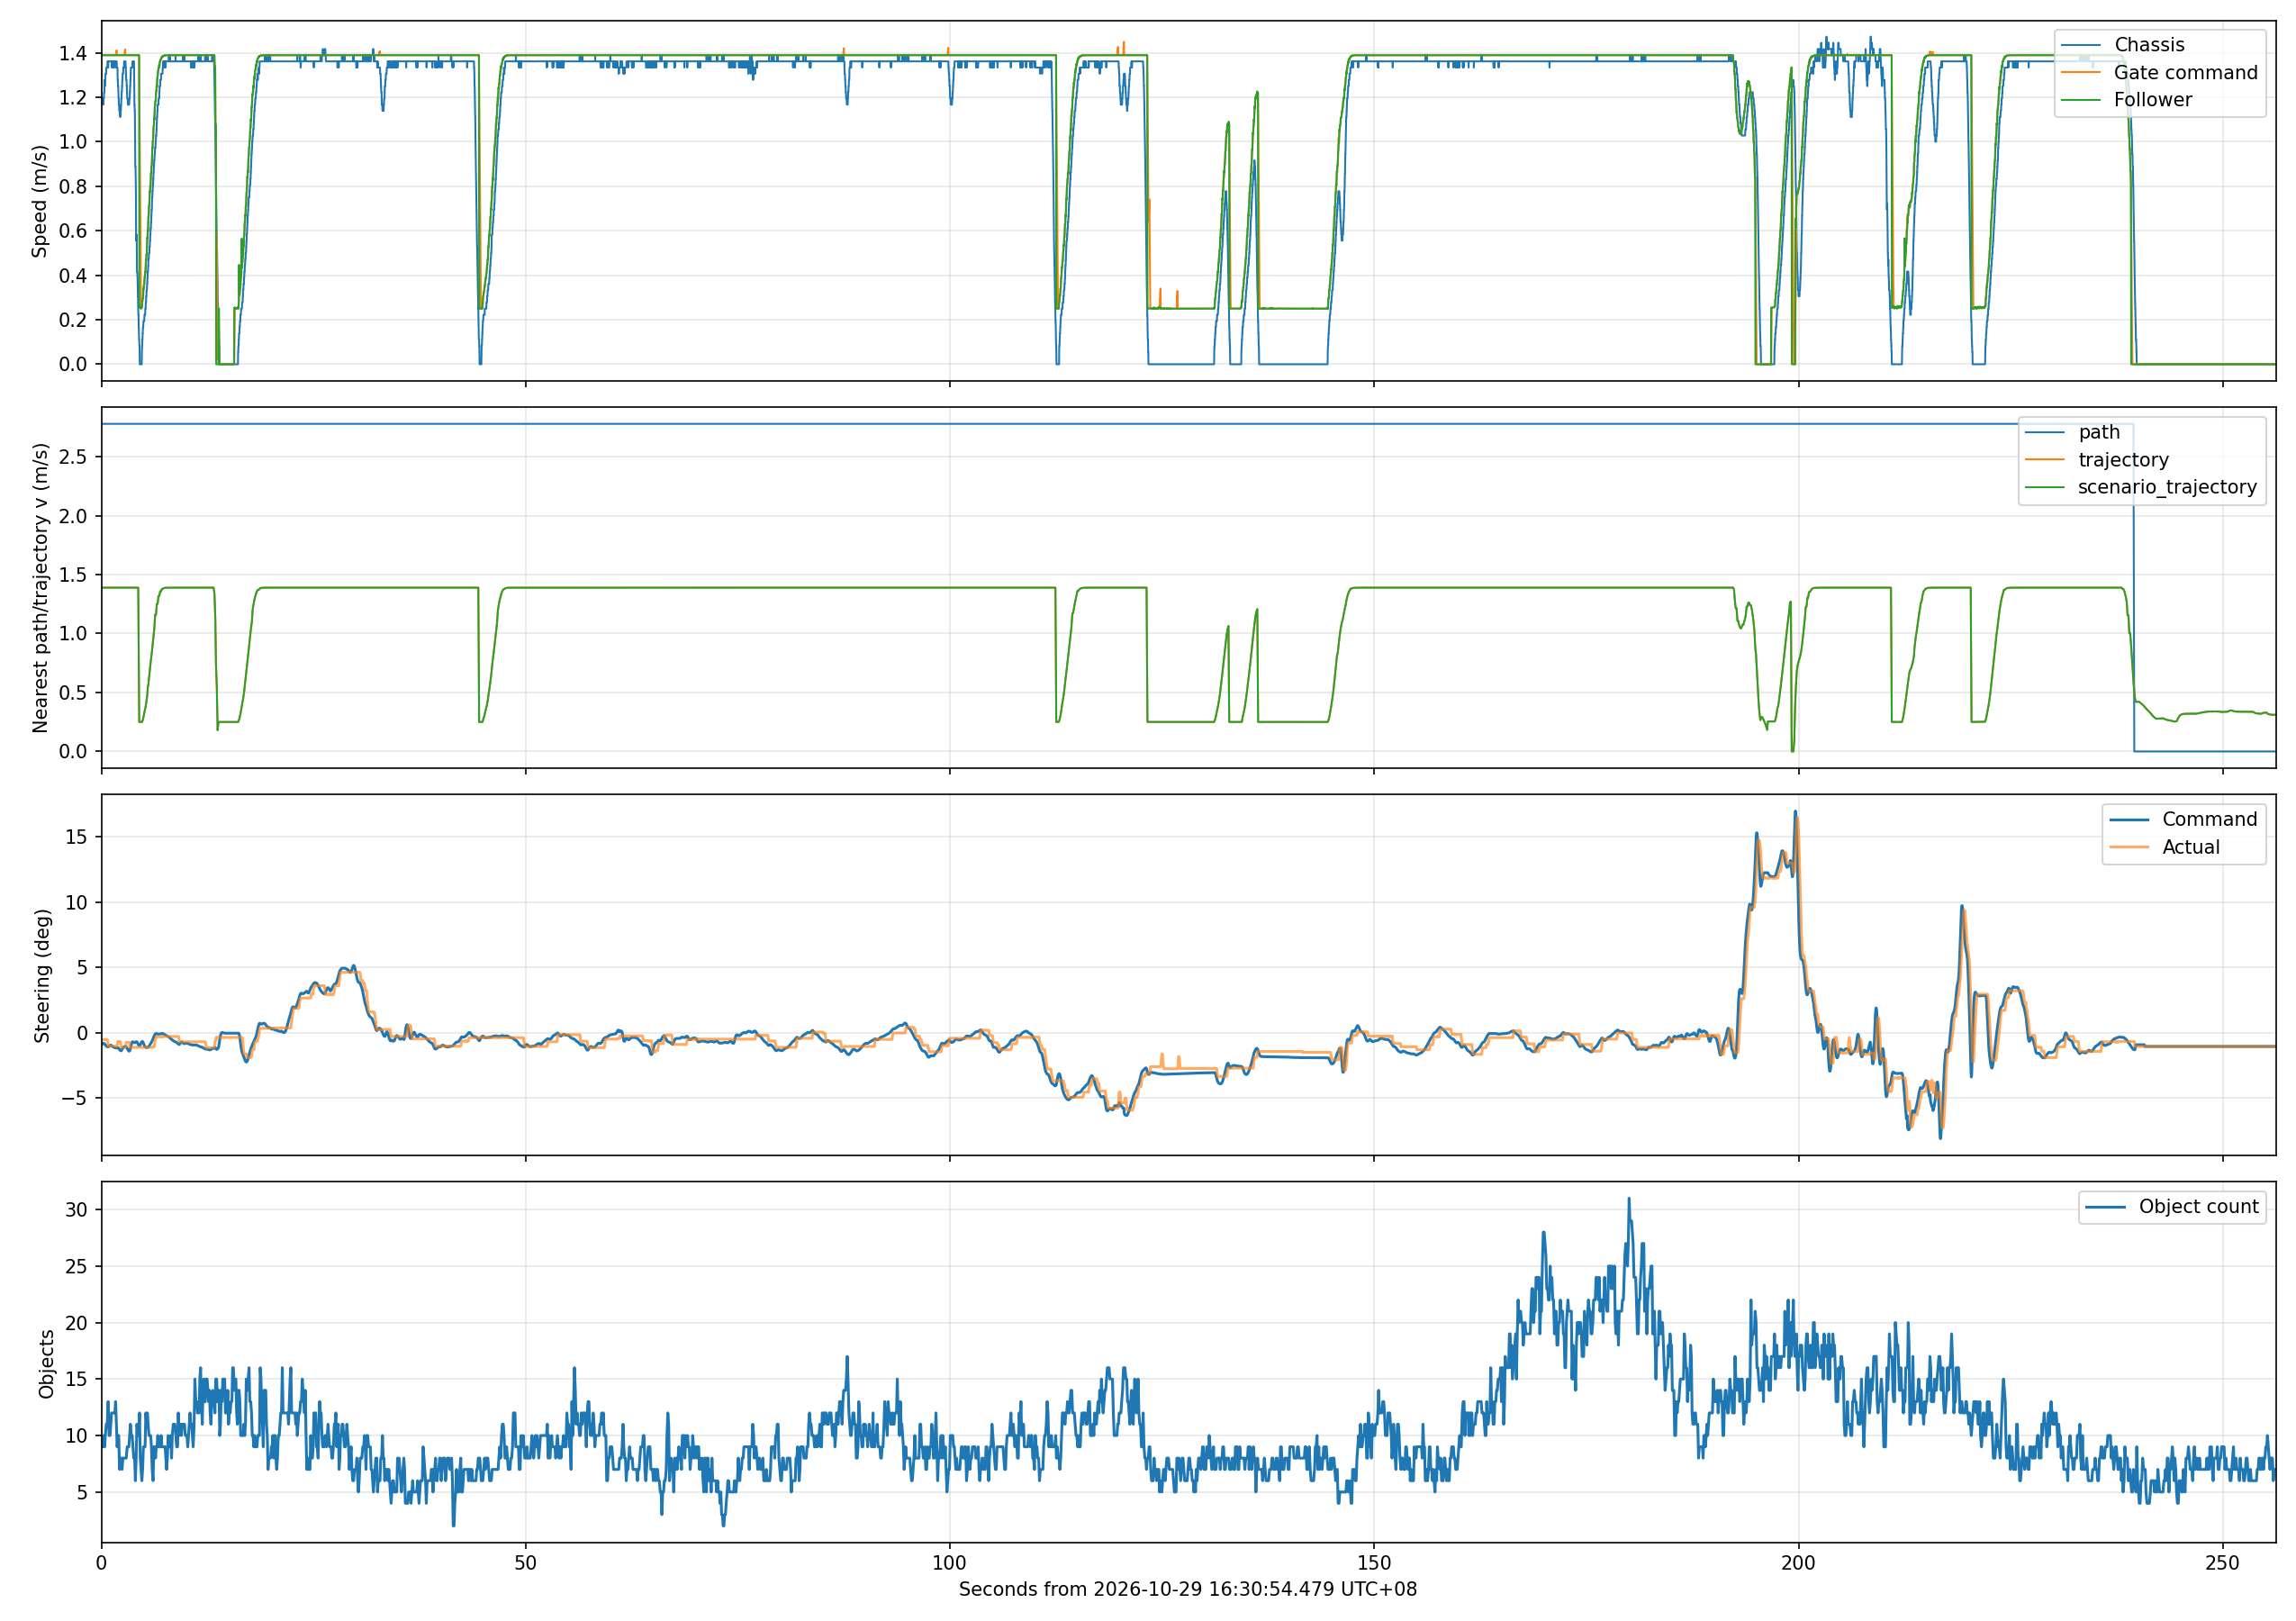 Speed (m/s)
1.4
1.2
1.0
0.8
0.6
0.4
0.2
0.0
Chassis
Gate command
Follower
Nearest path/trajectory v (m/s)
2.5
2.0
1.5
1.0
0.5
0.0
path
trajectory
scenario_trajectory
Steering (deg)
15
10
5
0
−5
Command
Actual
Objects
30
25
20
15
10
5
Object count
0 50 100 150 200 250
Seconds from 2026-10-29 16:30:54.479 UTC+08